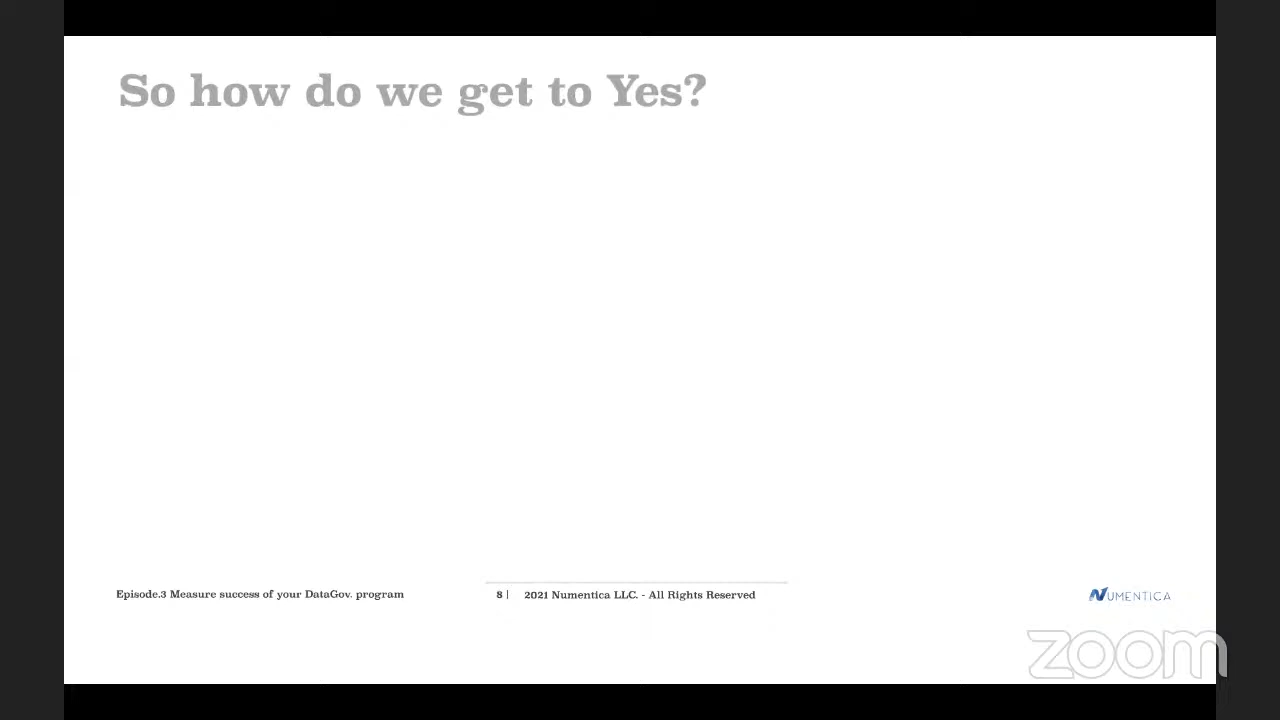 So how do we get to Yes?
Episode.3 Measure success of your DataGov. program
8 | 2021 Numentica LLC. - All Rights Reserved
NUMENTICA
zoom